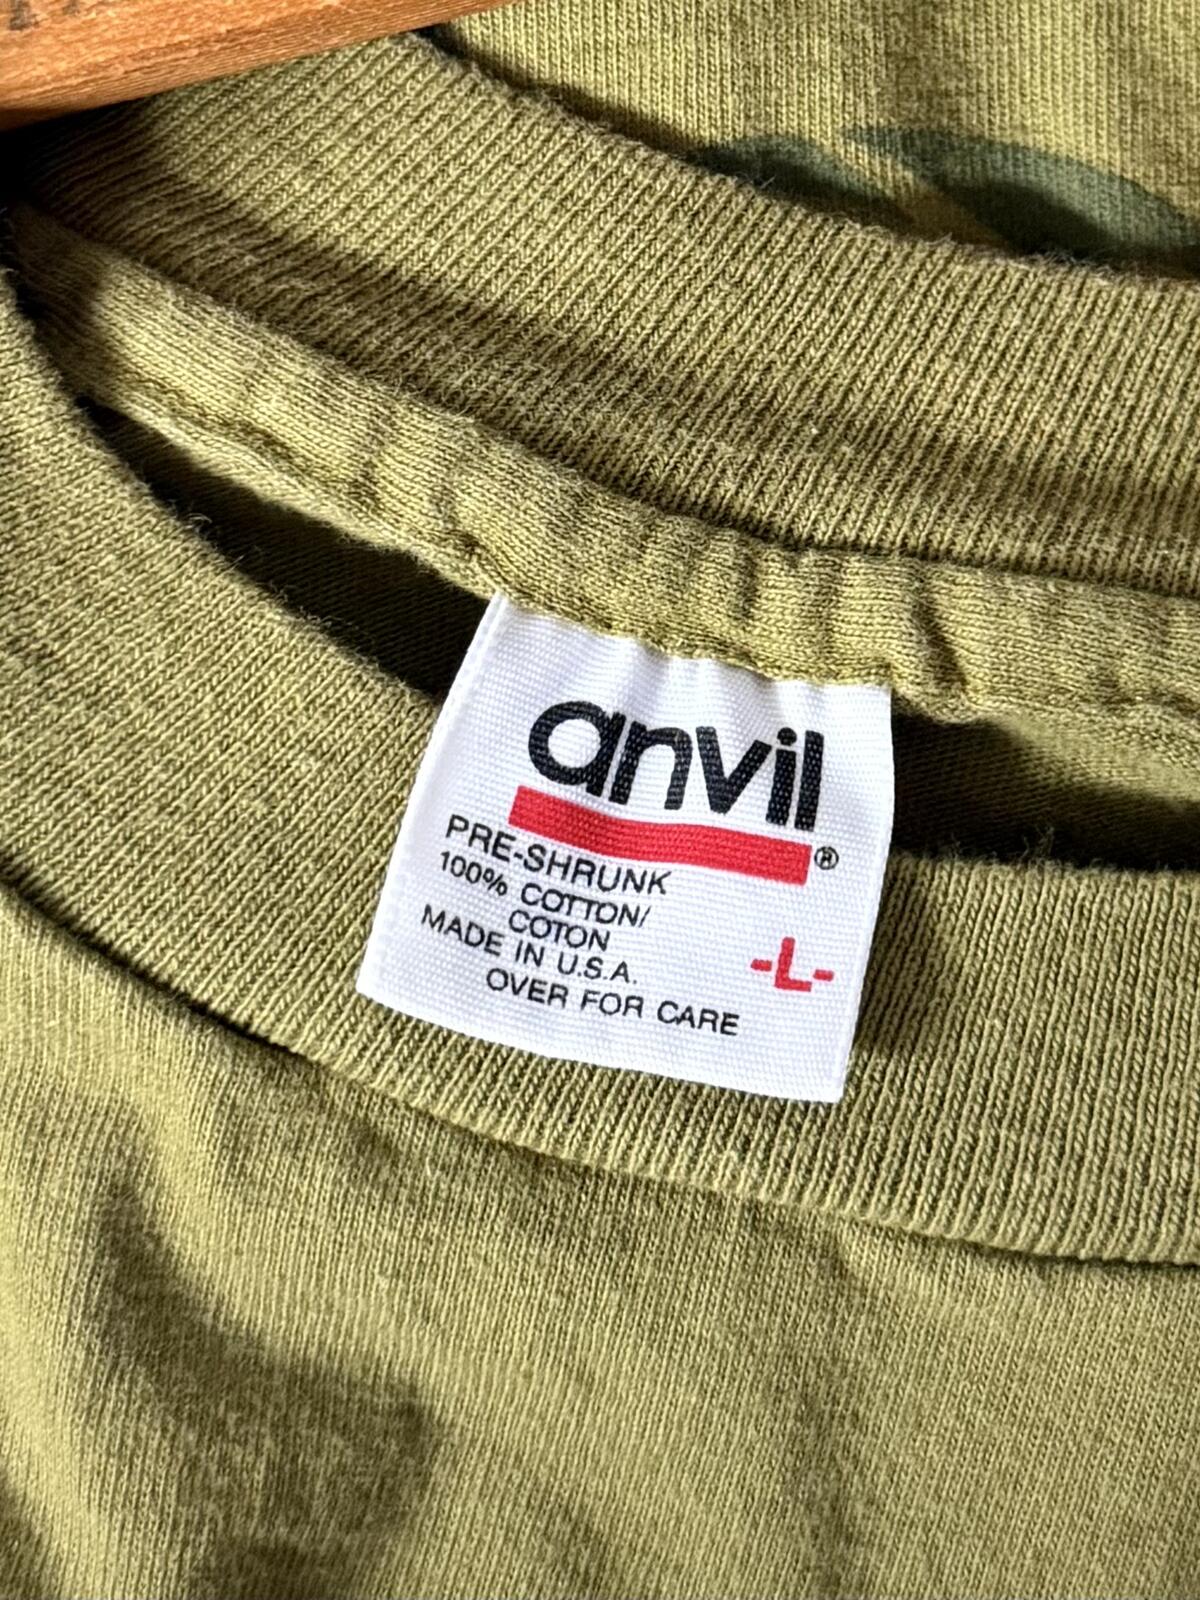 anvil
®
PRE-SHRUNK
100% COTTON/
COTON
MADE IN U.S.A.
OVER FOR CARE
-L-